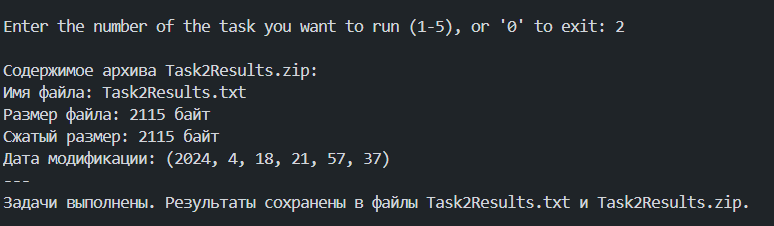 Enter the number of the task you want to run (1-5), or '0' to exit: 2
Содержимое архива Task2Results.zip:
Имя файла: Task2Results.txt
Размер файла: 2115 байт
Сжатый размер: 2115 байт
Дата модификации: (2024, 4, 18, 21, 57, 37)
---
Задачи выполнены. Результаты сохранены в файлы Task2Results.txt и Task2Results.zip.